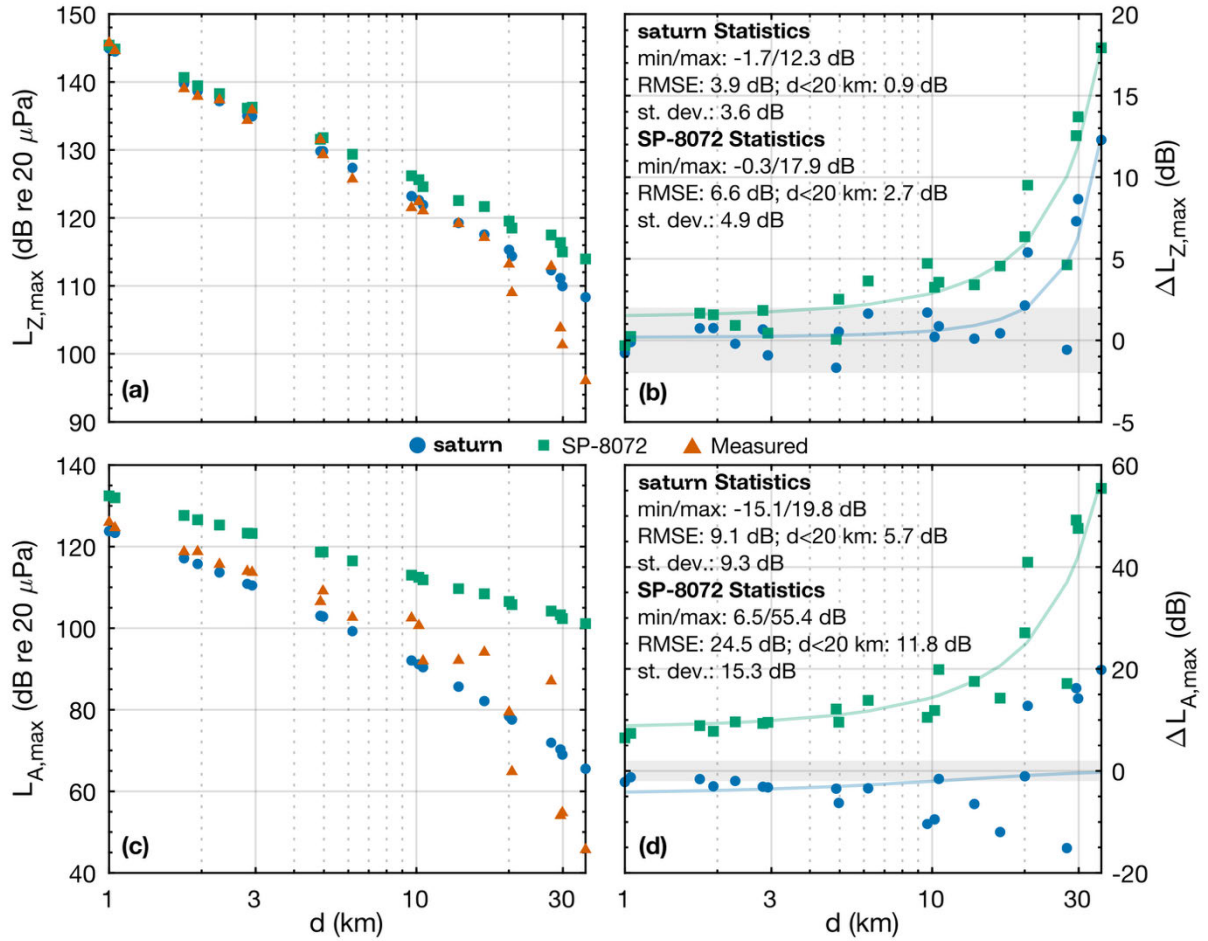 150
140
130
120
110
100
90
L_Z,max (dB re 20 μPa)
(a)
saturn Statistics
min/max: -1.7/12.3 dB
RMSE: 3.9 dB; d<20 km: 0.9 dB
st. dev.: 3.6 dB
SP-8072 Statistics
min/max: -0.3/17.9 dB
RMSE: 6.6 dB; d<20 km: 2.7 dB
st. dev.: 4.9 dB
(b)
20
15
10
5
0
-5
Δ L_Z,max (dB)
saturn SP-8072 Measured
140
120
100
80
60
40
L_A,max (dB re 20 μPa)
(c)
1 3 10 30
d (km)
saturn Statistics
min/max: -15.1/19.8 dB
RMSE: 9.1 dB; d<20 km: 5.7 dB
st. dev.: 9.3 dB
SP-8072 Statistics
min/max: 6.5/55.4 dB
RMSE: 24.5 dB; d<20 km: 11.8 dB
st. dev.: 15.3 dB
(d)
60
40
20
0
-20
Δ L_A,max (dB)
1 3 10 30
d (km)